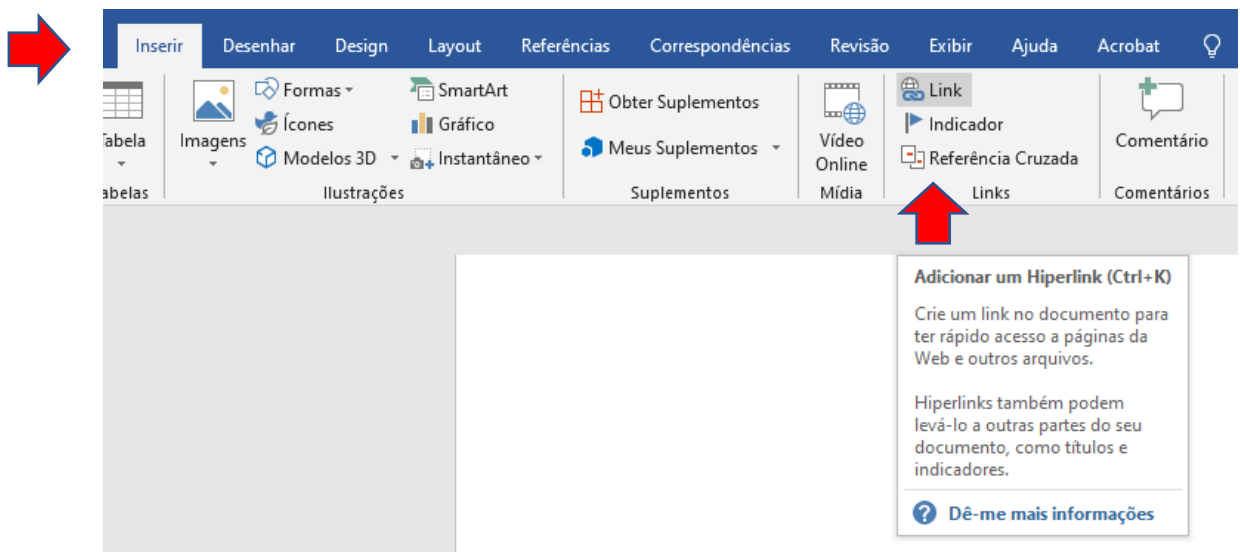 Inserir Desenhar Design Layout Referências Correspondências Revisão Exibir Ajuda Acrobat
Tabela
Imagens
Formas
Ícones
Modelos 3D
SmartArt
Gráfico
Instantâneo
Obter Suplementos
Meus Suplementos
Vídeo
Online
Link
Indicador
Referência Cruzada
Comentário
abelas Ilustrações Suplementos Mídia Links Comentários
Adicionar um Hiperlink (Ctrl+K)
Crie um link no documento para
ter rápido acesso a páginas da
Web e outros arquivos.
Hiperlinks também podem
levá-lo a outras partes do seu
documento, como títulos e
indicadores.
Dê-me mais informações